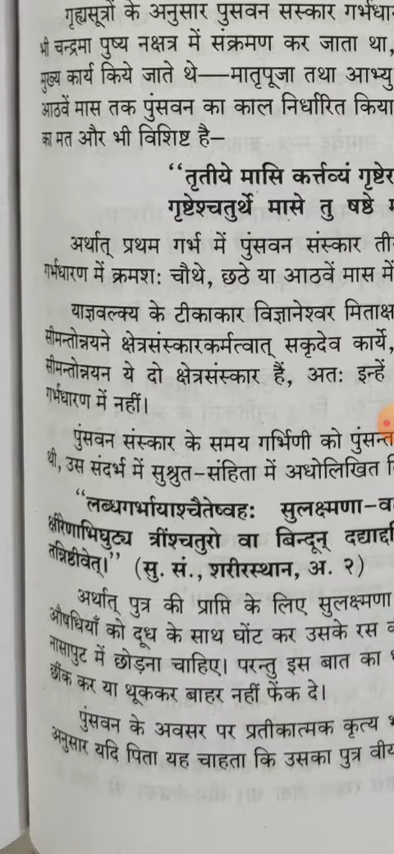 गृह्यसूत्रों के अनुसार पुंसवन संस्कार गर्भधा
भी चन्द्रमा पुष्य नक्षत्र में संक्रमण कर जाता था,
मुख्य कार्य किये जाते थे—मातृपूजा तथा आभ्यु
आठवें मास तक पुंसवन का काल निर्धारित किया
का मत और भी विशिष्ट है–
“तृतीये मासि कर्त्तव्यं गृष्टेर
गृष्टेश्चतुर्थे मासे तु षष्ठे म
अर्थात् प्रथम गर्भ में पुंसवन संस्कार ती
गर्भधारण में क्रमशः चौथे, छठे या आठवें मास में
याज्ञवल्क्य के टीकाकार विज्ञानेश्वर मिताक्ष
सीमन्तोन्नयने क्षेत्रसंस्कारकर्मत्वात् सकृदेव कार्ये,
सीमन्तोन्नयन ये दो क्षेत्रसंस्कार हैं, अतः इन्हें
गर्भधारण में नहीं।
पुंसवन संस्कार के समय गर्भिणी को पुंसन्त
थी, उस संदर्भ में सुश्रुत-संहिता में अधोलिखित
“लब्धगर्भायाश्चैतेष्वहः सुलक्ष्मणा-व
क्षीरेणाभिघुट्य त्रींश्चतुरो वा बिन्दून् दद्याद्द
तन्निष्ठीवेत्।” (सु. सं., शरीरस्थान, अ. २)
अर्थात् पुत्र की प्राप्ति के लिए सुलक्ष्मणा
औषधियाँ को दूध के साथ घोंट कर उसके रस क
नासापुट में छोड़ना चाहिए। परन्तु इस बात का
छींक कर या थूककर बाहर नहीं फेंक दे।
पुंसवन के अवसर पर प्रतीकात्मक कृत्य भ
अनुसार यदि पिता यह चाहता कि उसका पुत्र वीय